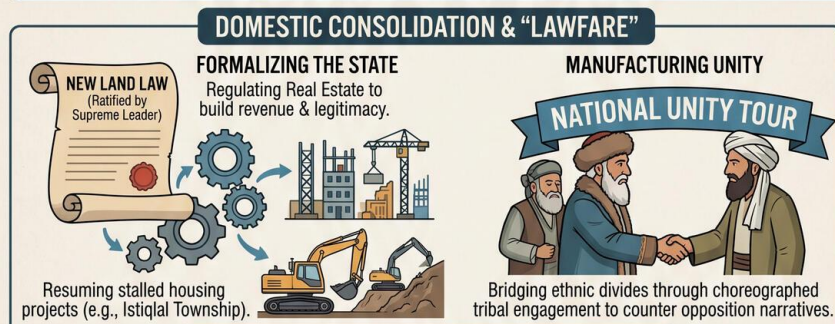 DOMESTIC CONSOLIDATION & “LAWFARE”
FORMALIZING THE STATE
Regulating Real Estate to
build revenue & legitimacy.
NEW LAND LAW
(Ratified by
Supreme Leader)
Resuming stalled housing
projects (e.g., Istiqlal Township).
MANUFACTURING UNITY
NATIONAL UNITY TOUR
Bridging ethnic divides through choreographed
tribal engagement to counter opposition narratives.